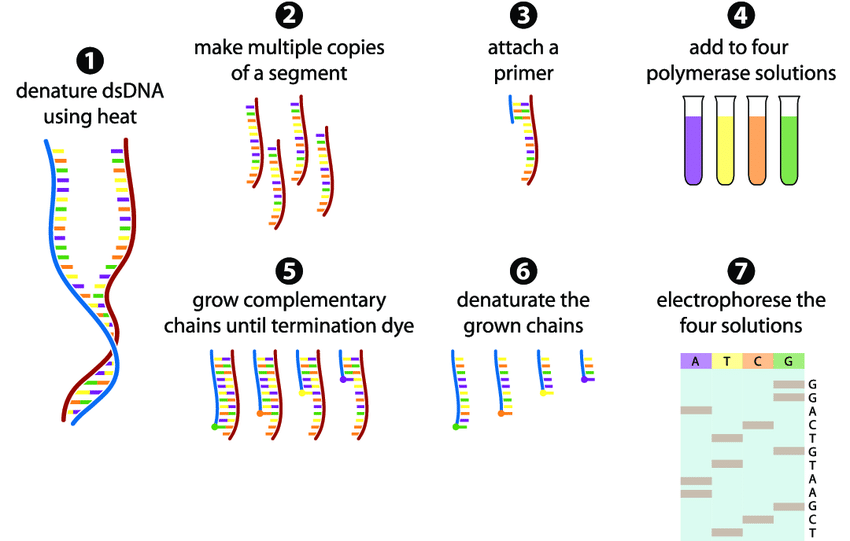 1
denature dsDNA
using heat
2
make multiple copies
of a segment
3
attach a
primer
4
add to four
polymerase solutions
5
grow complementary
chains until termination dye
6
denaturate the
grown chains
7
electrophorese the
four solutions
A T C G
G
G
A
C
T
G
T
A
A
G
C
T